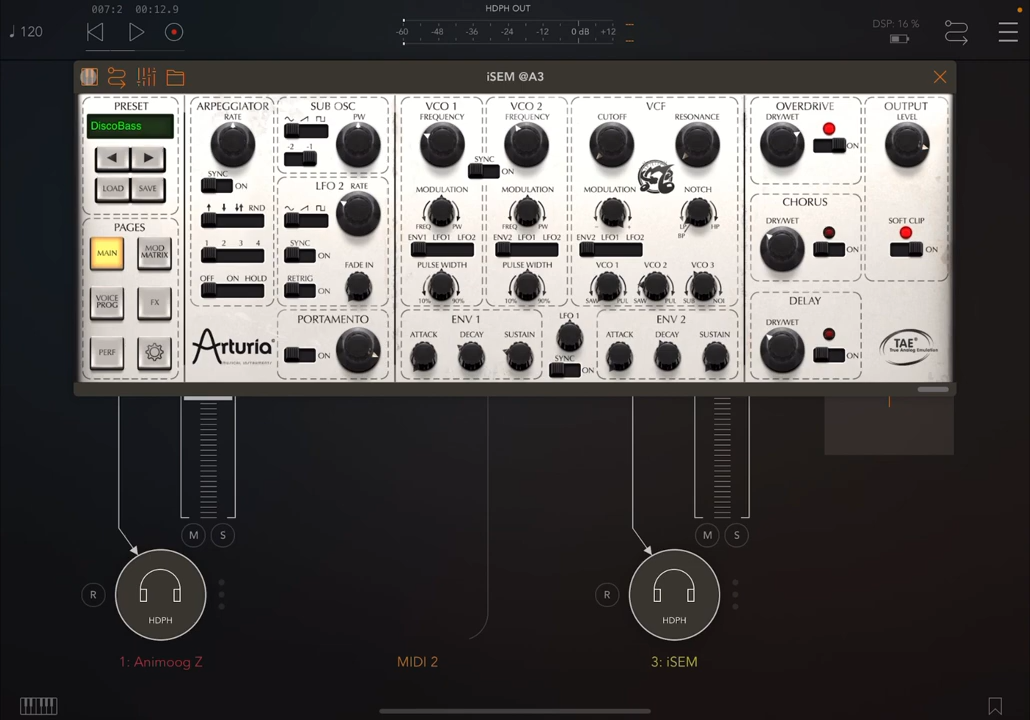 007:2 00:12.9
HDPH OUT
♩ 120
-60 -48 -36 -24 -12 0 dB +12
DSP: 16 %
iSEM @A3
PRESET
DiscoBass
LOAD SAVE
PAGES
MAIN
MOD MATRIX
VOICE PROG
FX
PERF
ARPEGGIATOR
RATE
SYNC
ON
RND
1 2 3 4
OFF ON HOLD
Arturia
SUB OSC
PW
-2 -1
LFO 2 RATE
SYNC
ON
RETRIG
ON
FADE IN
PORTAMENTO
ON
VCO 1
FREQUENCY
MODULATION
FREQ PW
ENV1 LFO1 LFO2
PULSE WIDTH
10% 90%
SYNC
ON
VCO 2
FREQUENCY
MODULATION
FREQ PW
ENV2 LFO1 LFO2
PULSE WIDTH
10% 90%
VCF
CUTOFF RESONANCE
MODULATION NOTCH
- +
LP BP HP
ENV2 LFO1 LFO2
VCO 1 VCO 2 VCO 3
SAW PUL SAW PUL SUB NOI
ENV 1
ATTACK DECAY SUSTAIN
LFO 1
SYNC
ON
ENV 2
ATTACK DECAY SUSTAIN
OVERDRIVE
DRY/WET
ON
CHORUS
DRY/WET
ON
DELAY
DRY/WET
ON
OUTPUT
LEVEL
SOFT CLIP
ON
TAE®
True Analog Emulation
M S
M S
R
HDPH
R
HDPH
1: Animoog Z
MIDI 2
3: iSEM